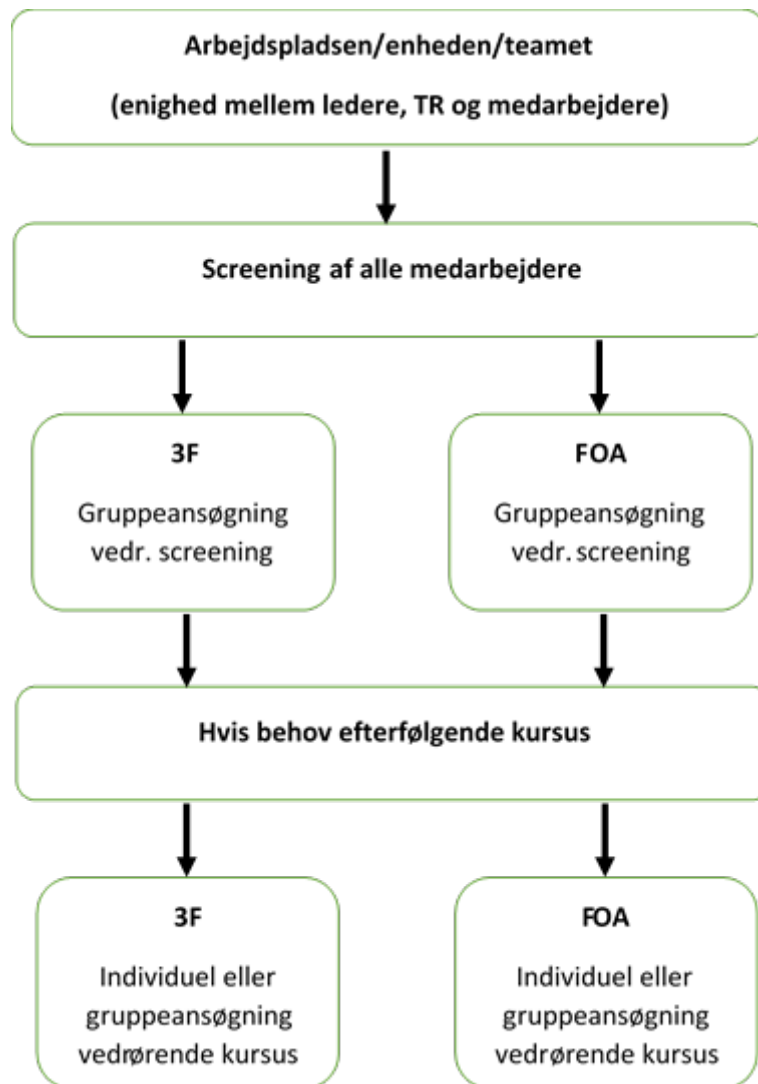 Arbejdspladsen/enheden/teamet
(enighed mellem ledere, TR og medarbejdere)
Screening af alle medarbejdere
3F
Gruppeansøgning
vedr. screening
FOA
Gruppeansøgning
vedr. screening
Hvis behov efterfølgende kursus
3F
Individuel eller
gruppeansøgning
vedrørende kursus
FOA
Individuel eller
gruppeansøgning
vedrørende kursus